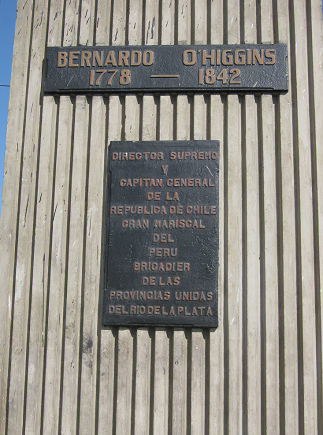 BERNARDO O'HIGGINS
1778 — 1842
DIRECTOR SUPREMO
Y
CAPITAN GENERAL
DE LA
REPUBLICA DE CHILE
GRAN MARISCAL
DEL
PERU
BRIGADIER
DE LAS
PROVINCIAS UNIDAS
DEL RIO DE LA PLATA